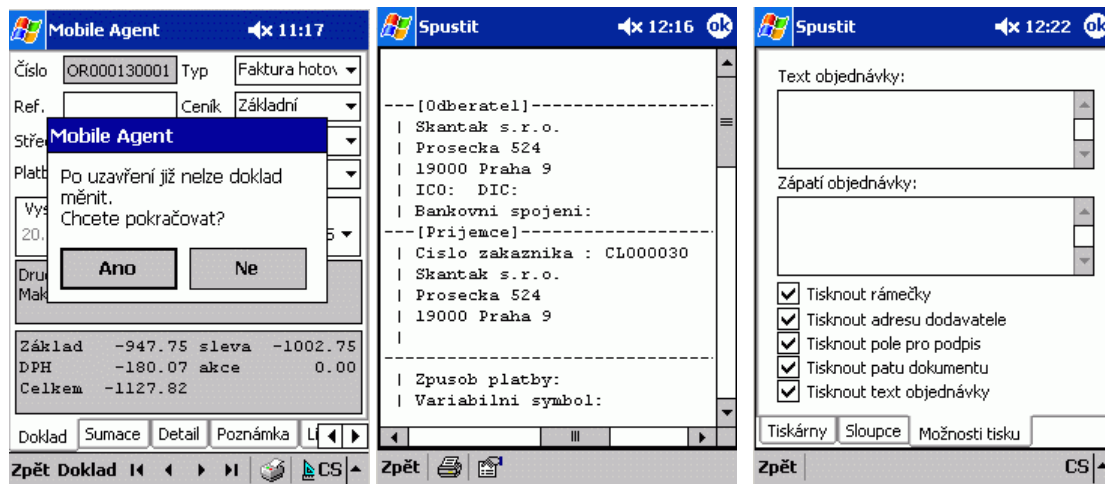 Mobile Agent 11:17
Číslo OR000130001 Typ Faktura hotov
Ref. Ceník Základní
Stře
Platb
Vys
20. 5
Mobile Agent
Po uzavření již nelze doklad
měnit.
Chcete pokračovat?
Ano Ne
Dru
Mak
Základ -947.75 sleva -1002.75
DPH -180.07 akce 0.00
Celkem -1127.82
Doklad Sumace Detail Poznámka Li
Zpět Doklad CS
Spustit 12:16 ok
---[Odberatel]-----------------
| Skantak s.r.o.
| Prosecka 524
| 19000 Praha 9
| ICO: DIC:
| Bankovni spojeni:
---[Prijemce]------------------
| Cislo zakaznika : CL000030
| Skantak s.r.o.
| Prosecka 524
| 19000 Praha 9
|
-------------------------------
| Zpusob platby:
| Variabilni symbol:
Zpět
Spustit 12:22 ok
Text objednávky:
Zápatí objednávky:
Tisknout rámečky
Tisknout adresu dodavatele
Tisknout pole pro podpis
Tisknout patu dokumentu
Tisknout text objednávky
Tiskárny Sloupce Možnosti tisku
Zpět CS